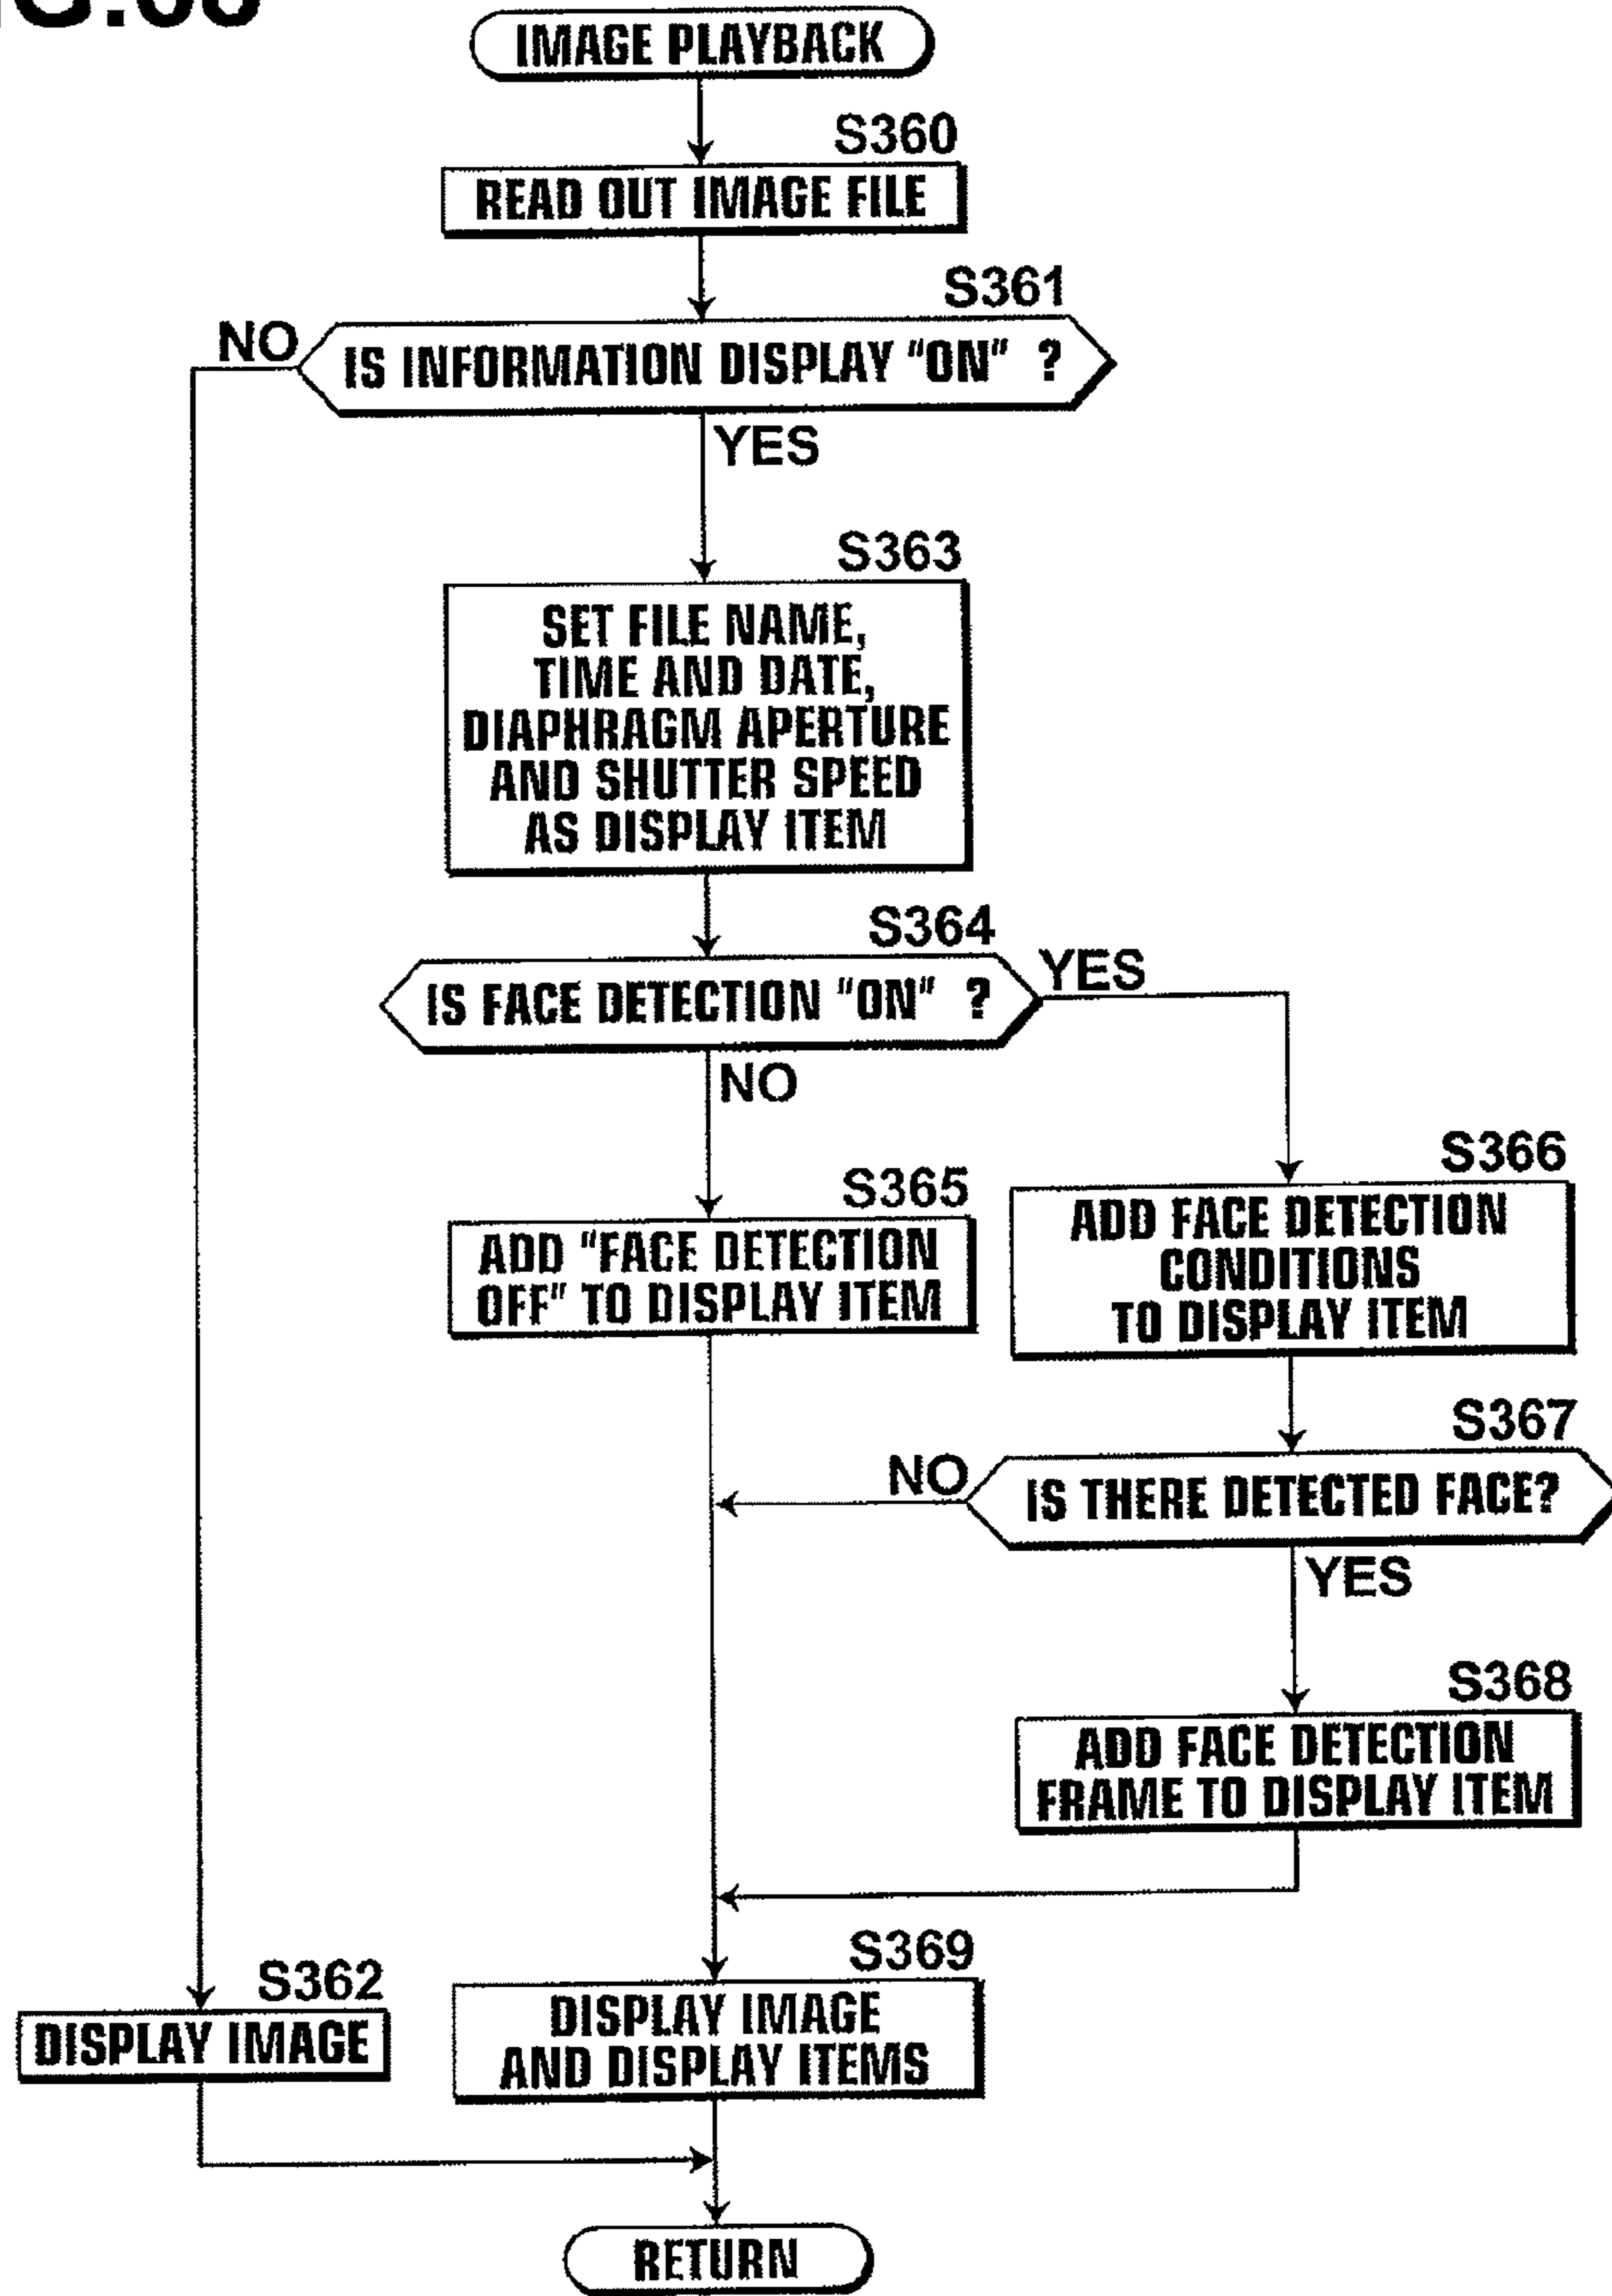 IMAGE PLAYBACK
S360
READ OUT IMAGE FILE
S361
NO
IS INFORMATION DISPLAY "ON" ?
YES
S363
SET FILE NAME,
TIME AND DATE,
DIAPHRAGM APERTURE
AND SHUTTER SPEED
AS DISPLAY ITEM
S364
YES
IS FACE DETECTION "ON" ?
NO
S365
ADD "FACE DETECTION
OFF" TO DISPLAY ITEM
S366
ADD FACE DETECTION
CONDITIONS
TO DISPLAY ITEM
S367
NO
IS THERE DETECTED FACE?
YES
S368
ADD FACE DETECTION
FRAME TO DISPLAY ITEM
S362
DISPLAY IMAGE
S369
DISPLAY IMAGE
AND DISPLAY ITEMS
RETURN